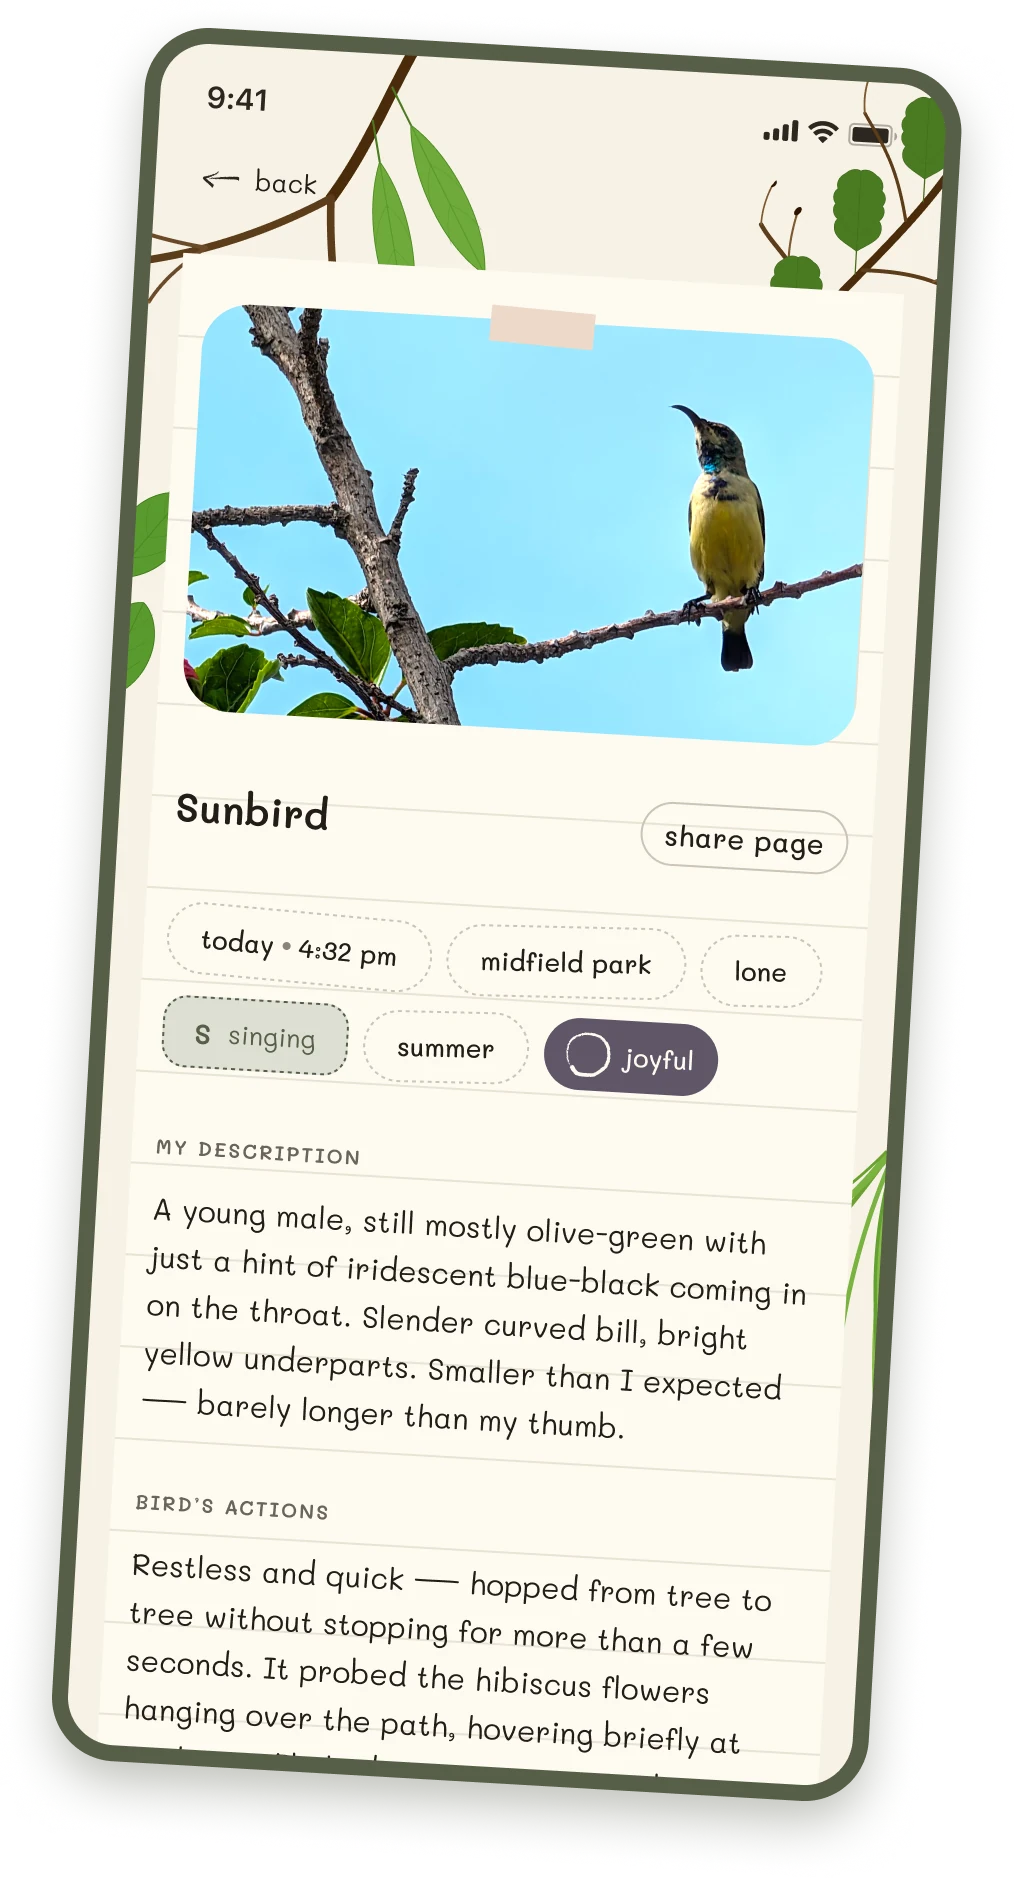 9:41
← back
Sunbird
share page
today • 4:32 pm
midfield park
lone
S singing
summer
joyful
MY DESCRIPTION
A young male, still mostly olive-green with
just a hint of iridescent blue-black coming in
on the throat. Slender curved bill, bright
yellow underparts. Smaller than I expected
— barely longer than my thumb.
BIRD'S ACTIONS
Restless and quick — hopped from tree to
tree without stopping for more than a few
seconds. It probed the hibiscus flowers
hanging over the path, hovering briefly at